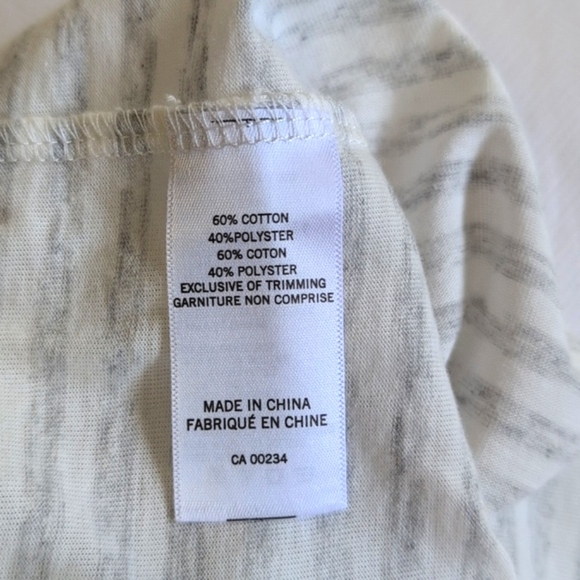 60% COTTON
40%POLYSTER
60% COTON
40% POLYSTER
EXCLUSIVE OF TRIMMING
GARNITURE NON COMPRISE
MADE IN CHINA
FABRIQUÉ EN CHINE
CA 00234